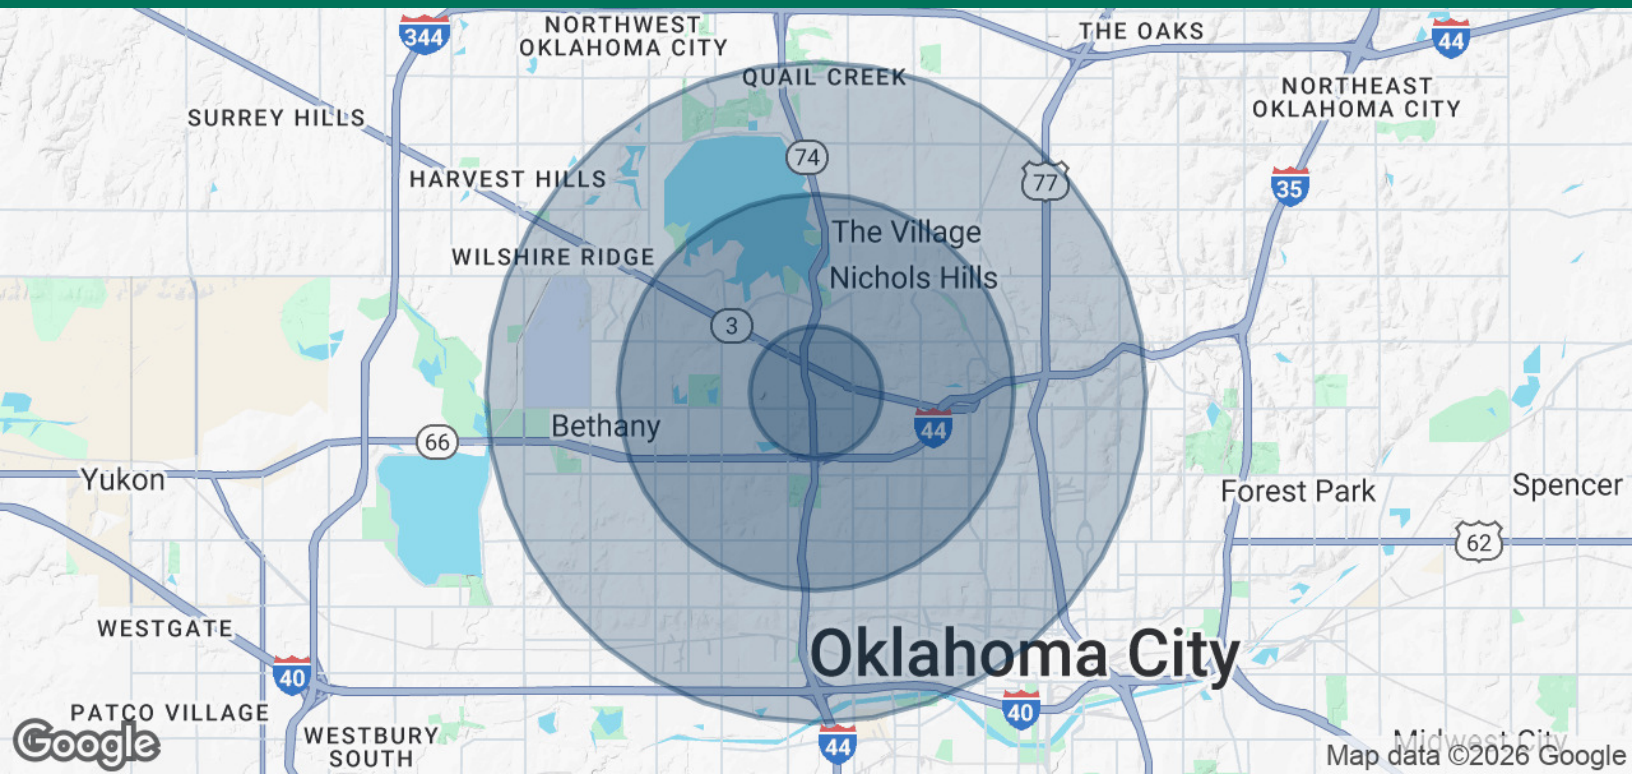 NORTHWEST
OKLAHOMA CITY
THE OAKS
344
44
QUAIL CREEK
NORTHEAST
OKLAHOMA CITY
SURREY HILLS
74
HARVEST HILLS
77
35
The Village
WILSHIRE RIDGE
Nichols Hills
3
Bethany
44
66
Yukon
Forest Park
Spencer
62
WESTGATE
Oklahoma City
40
PATCO VILLAGE
40
WESTBURY
SOUTH
44
Midwest City
Google
Map data ©2026 Google